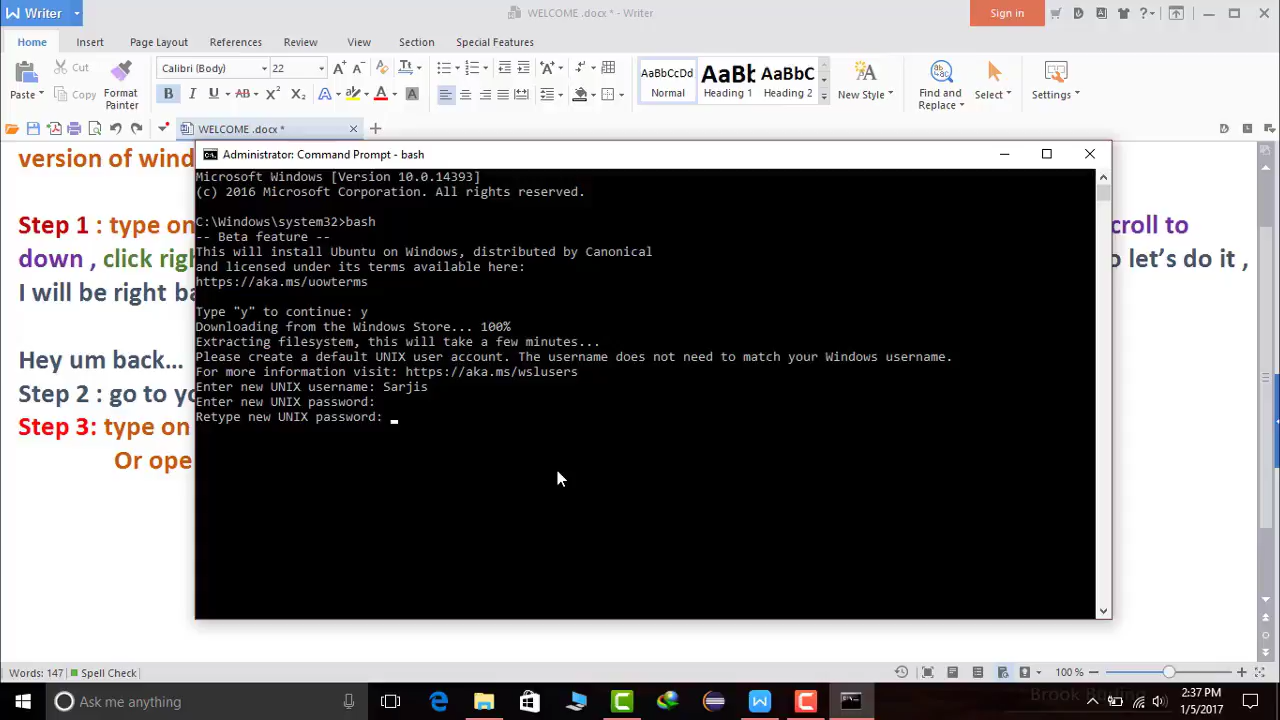 Writer
WELCOME .docx * - Writer
Sign in
Home
Insert
Page Layout
References
Review
View
Section
Special Features
Paste
Cut
Copy
Format
Painter
Calibri (Body)
22
B I U AB X² X₂ A A A
AaBbCcDd
Normal
AaBb
Heading 1
AaBbC
Heading 2
New Style
Find and
Replace
Select
Settings
WELCOME .docx *
version of wind
Step 1 : type on
croll to
down , click righ
o let’s do it ,
I will be right ba
Hey um back...
Step 2 : go to yo
Step 3: type on
Or ope
Administrator: Command Prompt - bash
Microsoft Windows [Version 10.0.14393]
(c) 2016 Microsoft Corporation. All rights reserved.
C:\Windows\system32>bash
-- Beta feature --
This will install Ubuntu on Windows, distributed by Canonical
and licensed under its terms available here:
https://aka.ms/uowterms
Type "y" to continue: y
Downloading from the Windows Store... 100%
Extracting filesystem, this will take a few minutes...
Please create a default UNIX user account. The username does not need to match your Windows username.
For more information visit: https://aka.ms/wslusers
Enter new UNIX username: Sarjis
Enter new UNIX password:
Retype new UNIX password:
Words: 147
Spell Check
100 %
Ask me anything
2:37 PM
1/5/2017